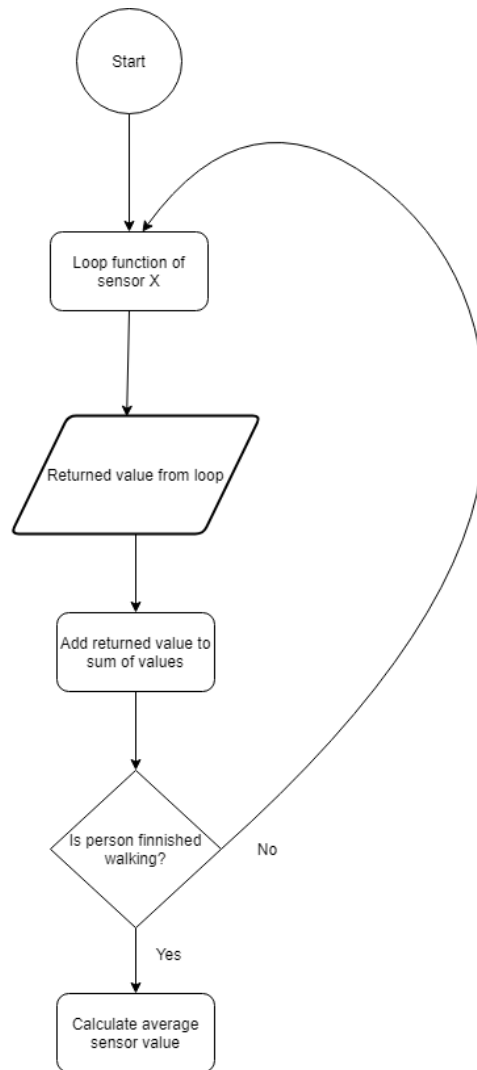 Start
Loop function of
sensor X
Returned value from loop
Add returned value to
sum of values
Is person finnished
walking?
No
Yes
Calculate average
sensor value